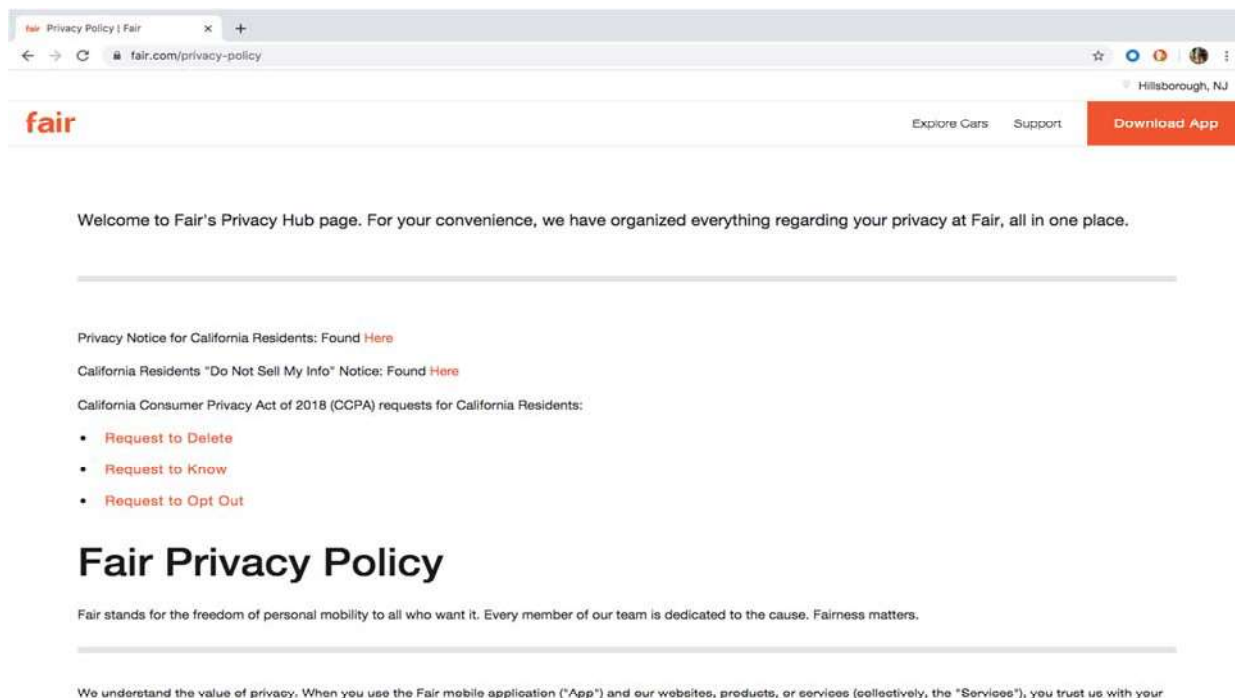 fair Privacy Policy | Fair
fair.com/privacy-policy
Hillsborough, NJ
fair Explore Cars Support Download App
Welcome to Fair's Privacy Hub page. For your convenience, we have organized everything regarding your privacy at Fair, all in one place.
Privacy Notice for California Residents: Found Here
California Residents "Do Not Sell My Info" Notice: Found Here
California Consumer Privacy Act of 2018 (CCPA) requests for California Residents:
• Request to Delete
• Request to Know
• Request to Opt Out
Fair Privacy Policy
Fair stands for the freedom of personal mobility to all who want it. Every member of our team is dedicated to the cause. Fairness matters.
We understand the value of privacy. When you use the Fair mobile application ("App") and our websites, products, or services (collectively, the "Services"), you trust us with your